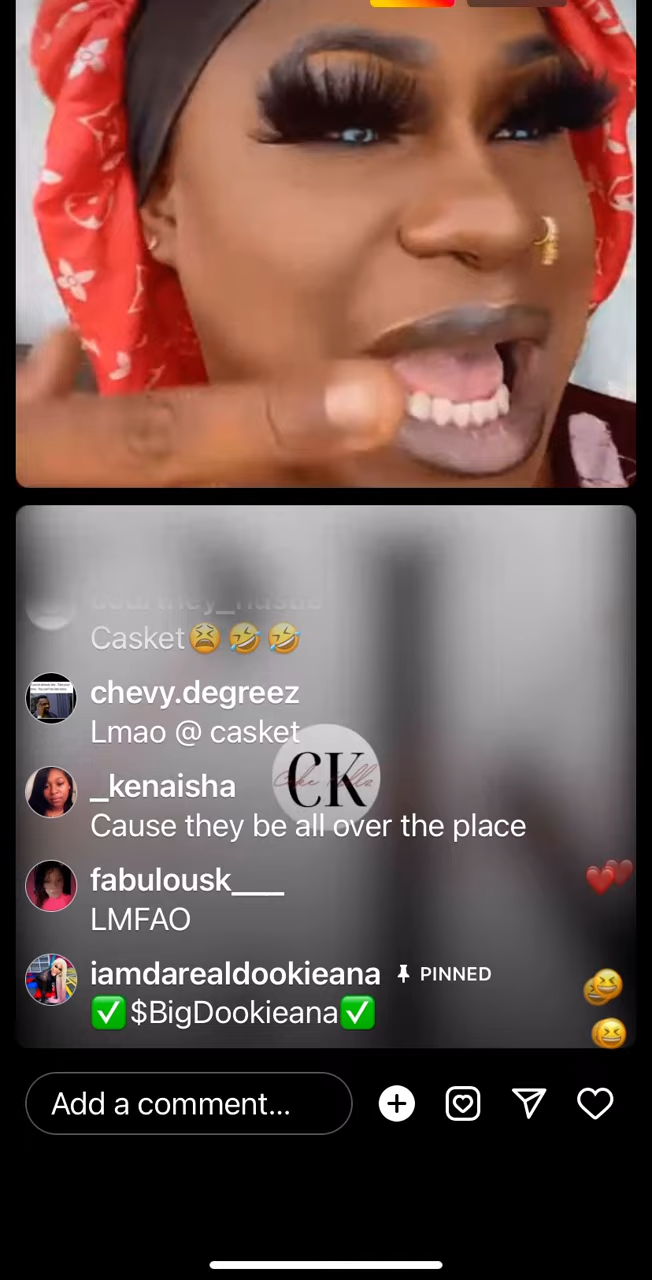 Casket😫🤣🤣
chevy.degreez
Lmao @ casket
CK
_kenaisha
Cause they be all over the place
fabulousk___
LMFAO
iamdarealdookieana PINNED
✅$BigDookieana✅
Add a comment...